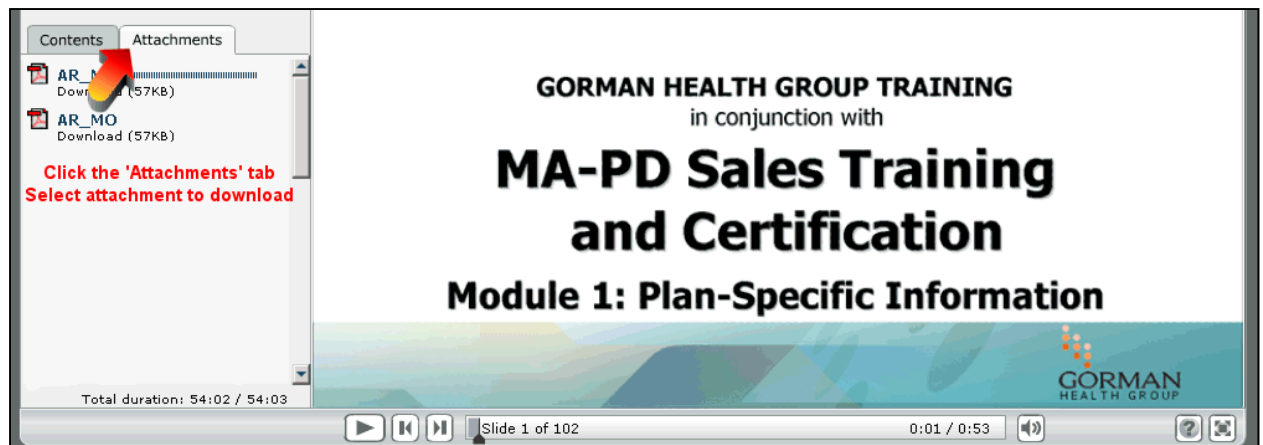 Contents
Attachments
AR_
(57KB)
AR_MO
Download (57KB)
Click the 'Attachments' tab
Select attachment to download
Total duration: 54:02 / 54:03
GORMAN HEALTH GROUP TRAINING
in conjunction with
MA-PD Sales Training
and Certification
Module 1: Plan-Specific Information
GORMAN
HEALTH GROUP
Slide 1 of 102
0:01 / 0:53
?